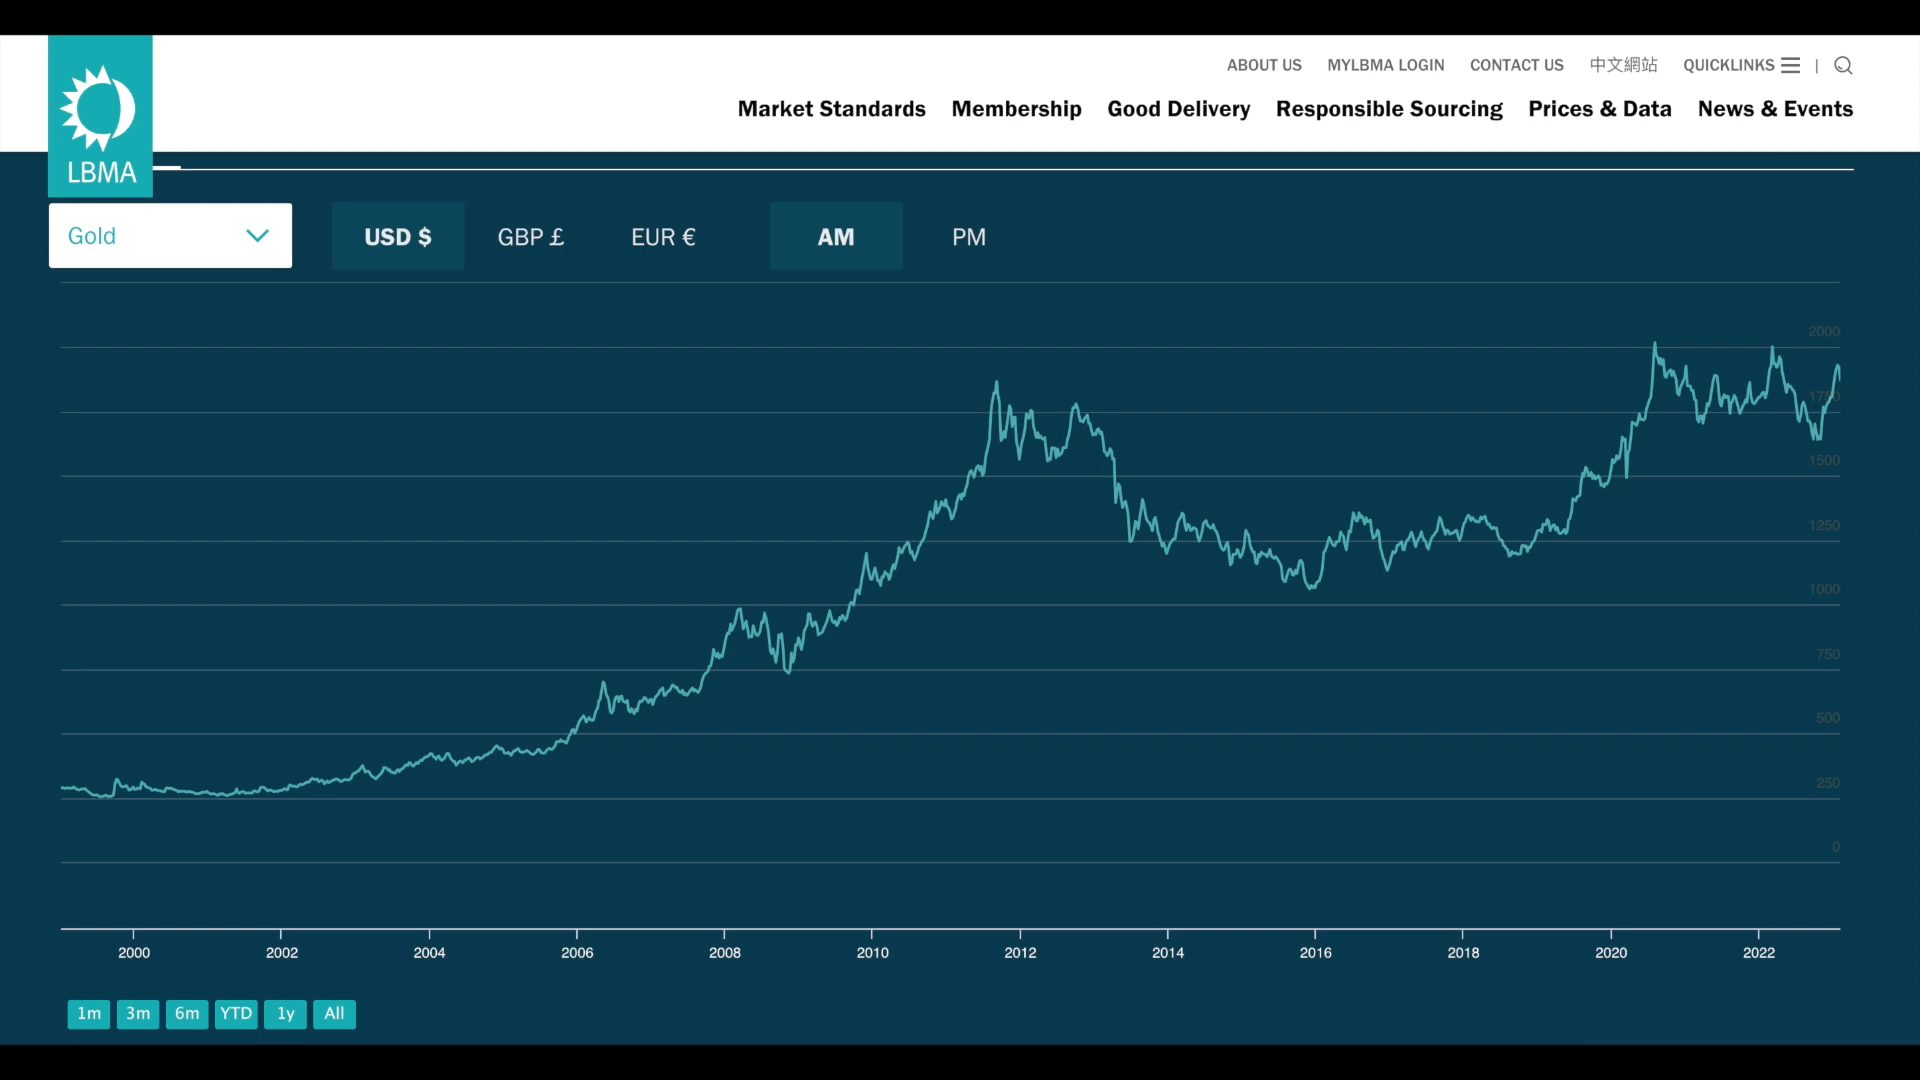 ABOUT US MYLBMA LOGIN CONTACT US 中文網站 QUICKLINKS |
Market Standards Membership Good Delivery Responsible Sourcing Prices & Data News & Events
LBMA
Gold USD $ GBP £ EUR € AM PM
2000
1750
1500
1250
1000
750
500
250
0
2000 2002 2004 2006 2008 2010 2012 2014 2016 2018 2020 2022
1m 3m 6m YTD 1y All